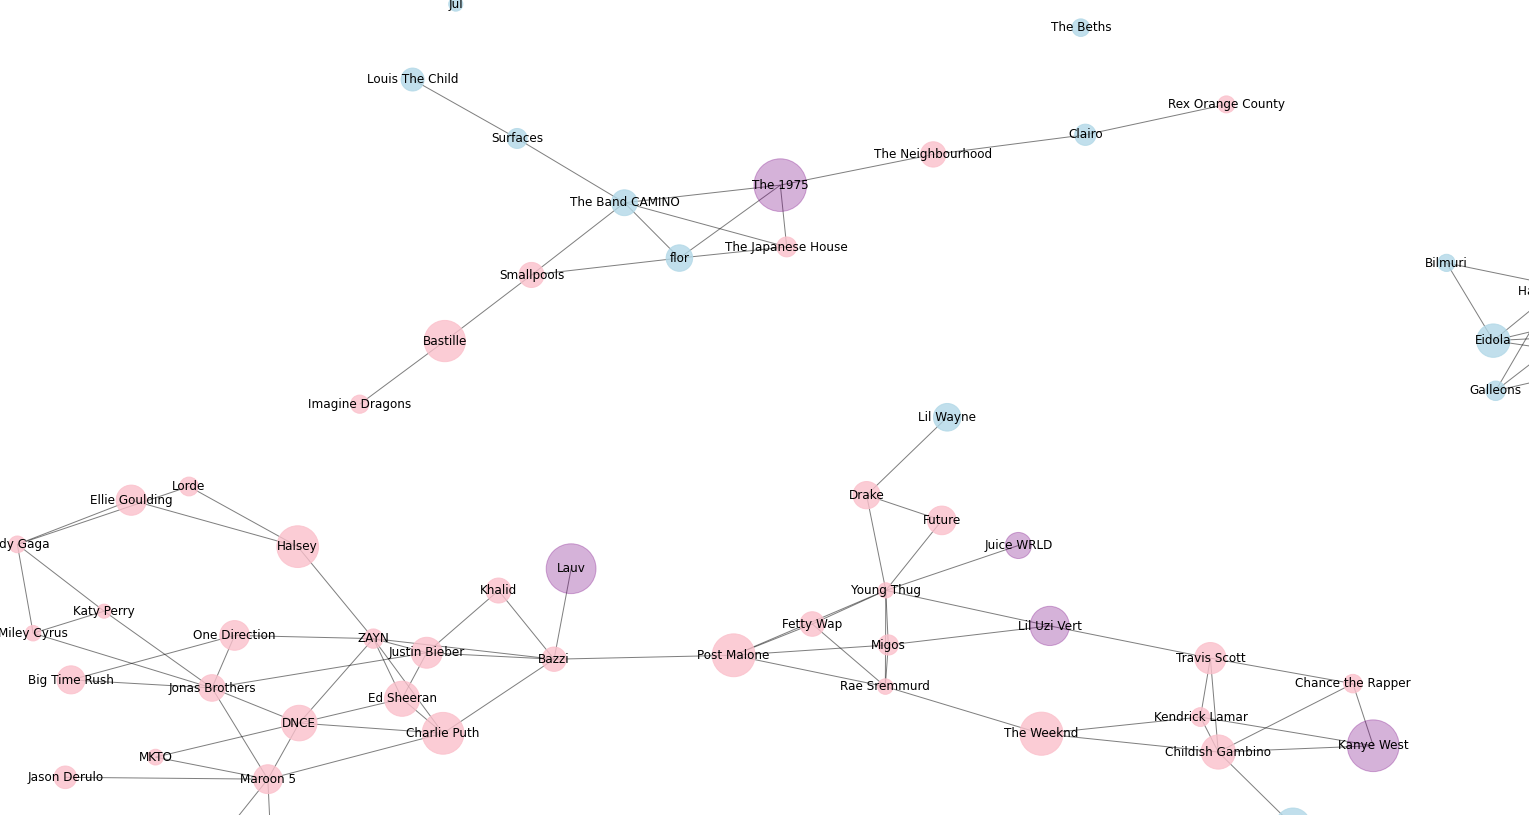 Jul
The Beths
Louis The Child
Rex Orange County
Surfaces
Clairo
The Neighbourhood
The 1975
The Band CAMINO
The Japanese House
flor
Bilmuri
Smallpools
Ha
Bastille
Eidola
Galleons
Imagine Dragons
Lil Wayne
Lorde
Drake
Ellie Goulding
Future
dy Gaga
Halsey
Juice WRLD
Lauv
Khalid
Young Thug
Katy Perry
Fetty Wap
Lil Uzi Vert
Miley Cyrus
One Direction
ZAYN
Migos
Justin Bieber
Post Malone
Bazzi
Travis Scott
Big Time Rush
Jonas Brothers
Rae Sremmurd
Chance the Rapper
Ed Sheeran
Kendrick Lamar
DNCE
Charlie Puth
The Weeknd
Kanye West
Childish Gambino
MKTO
Jason Derulo
Maroon 5